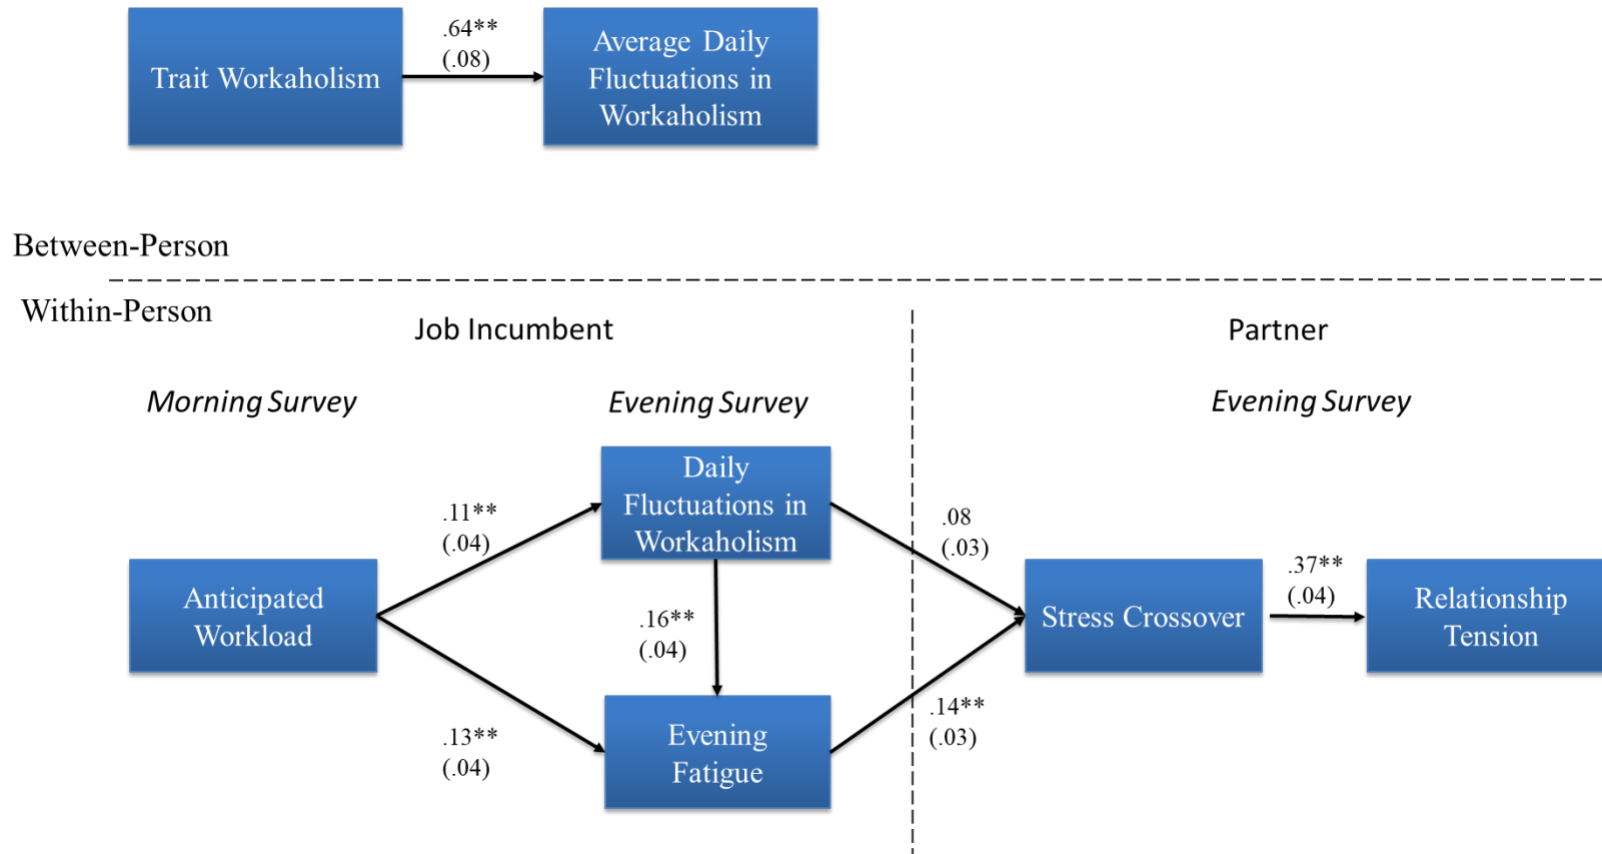 .64**
(.08)
Trait Workaholism
Average Daily
Fluctuations in
Workaholism
Between-Person
Within-Person
Job Incumbent
Partner
Morning Survey
Evening Survey
Evening Survey
Daily
Fluctuations in
Workaholism
.11**
(.04)
.08
(.03)
Anticipated
Workload
.16**
(.04)
Stress Crossover
.37**
(.04)
Relationship
Tension
.13**
(.04)
Evening
Fatigue
.14**
(.03)